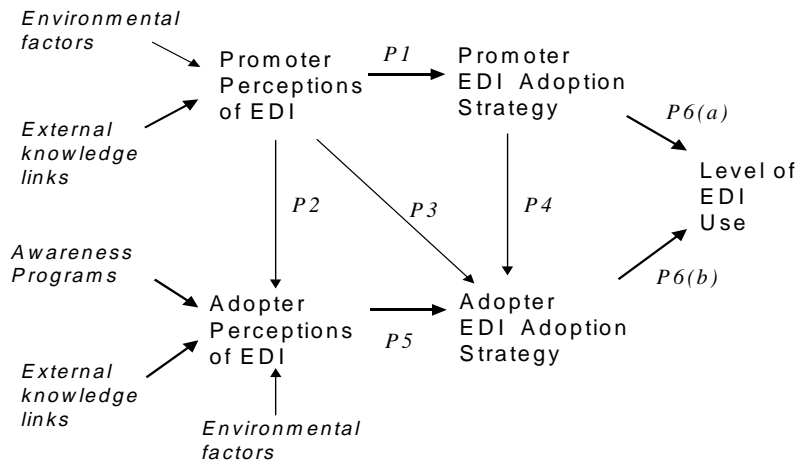 Environmental
factors
Promoter
Perceptions
of EDI
P1
Promoter
EDI Adoption
Strategy
P6(a)
External
knowledge
links
Level of
EDI
Use
P2
P3
P4
Awareness
Programs
P6(b)
Adopter
Perceptions
of EDI
P5
Adopter
EDI Adoption
Strategy
External
knowledge
links
Environmental
factors